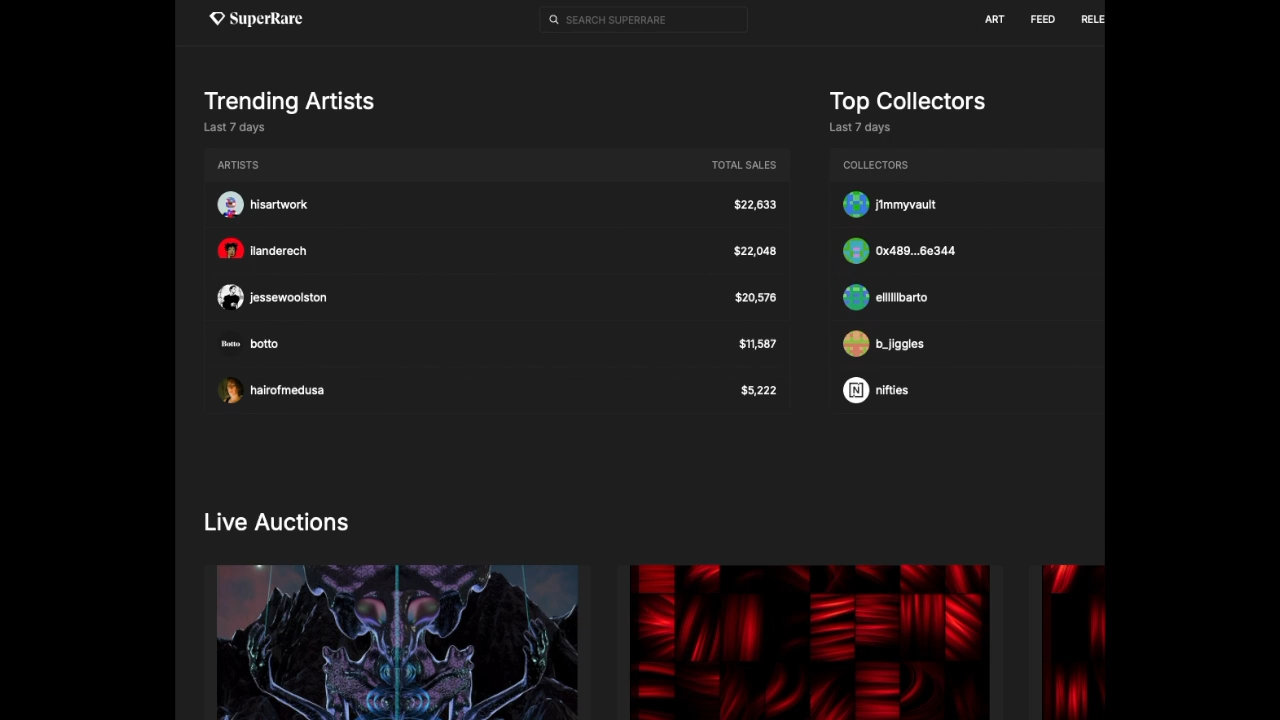 SuperRare
SEARCH SUPERRARE
ART
FEED
RELE
Trending Artists
Last 7 days
ARTISTS
TOTAL SALES
hisartwork
$22,633
ilanderech
$22,048
jessewoolston
$20,576
Botto
botto
$11,587
hairofmedusa
$5,222
Top Collectors
Last 7 days
COLLECTORS
j1mmyvault
0x489...6e344
N
nifties
b_jiggles
Live Auctions